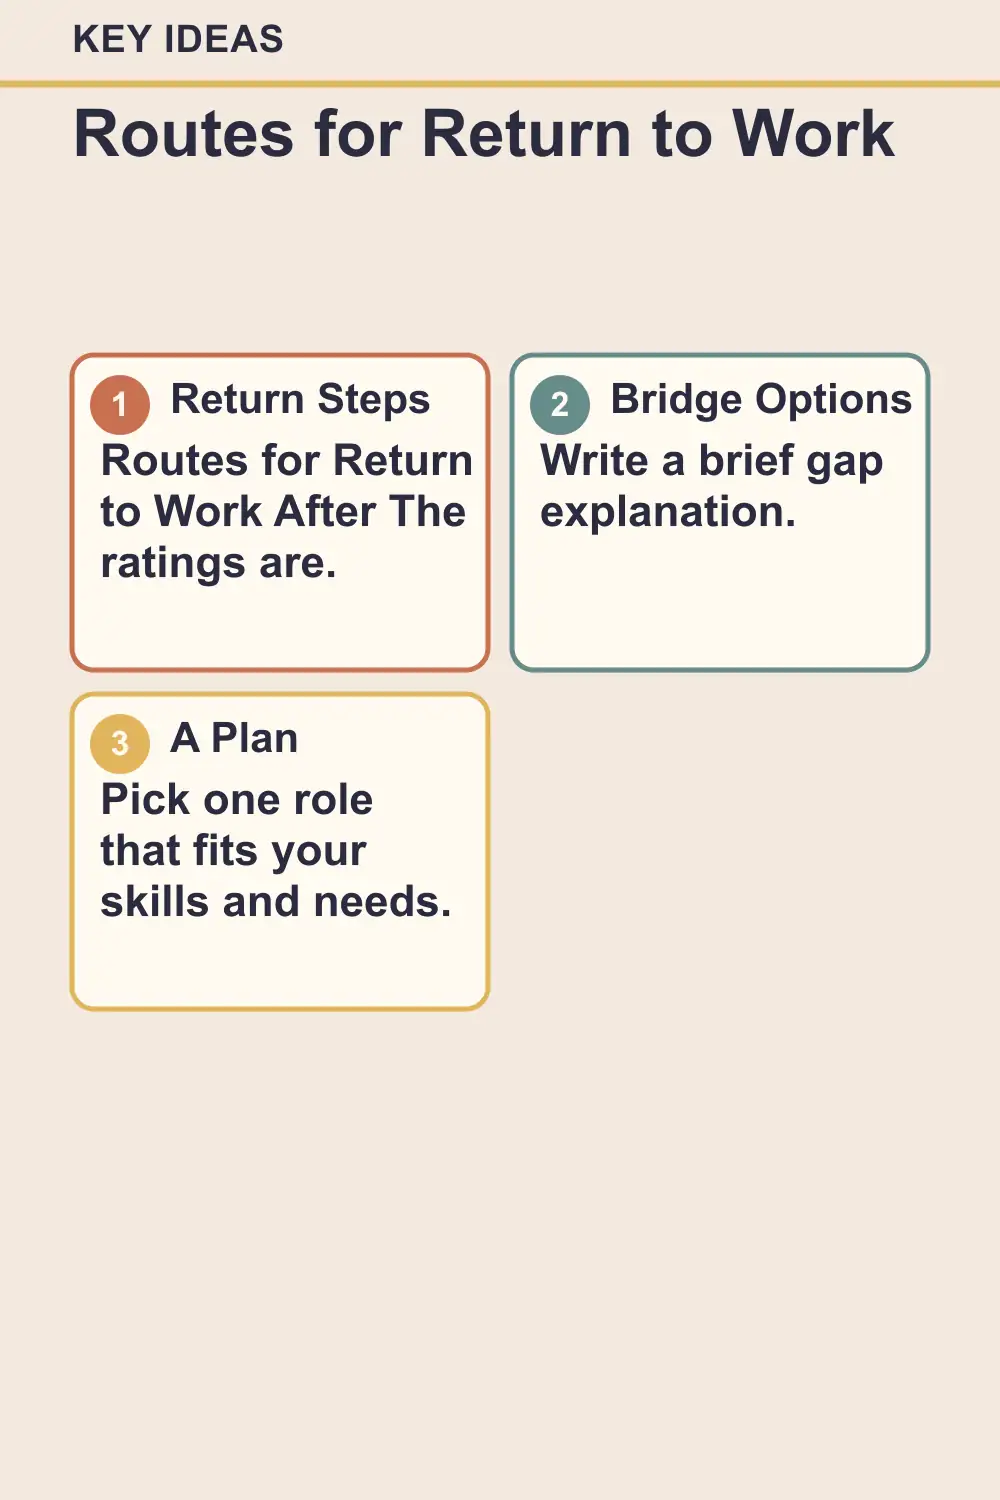 KEY IDEAS
Routes for Return to Work
1 Return Steps
Routes for Return
to Work After The
ratings are.
2 Bridge Options
Write a brief gap
explanation.
3 A Plan
Pick one role
that fits your
skills and needs.